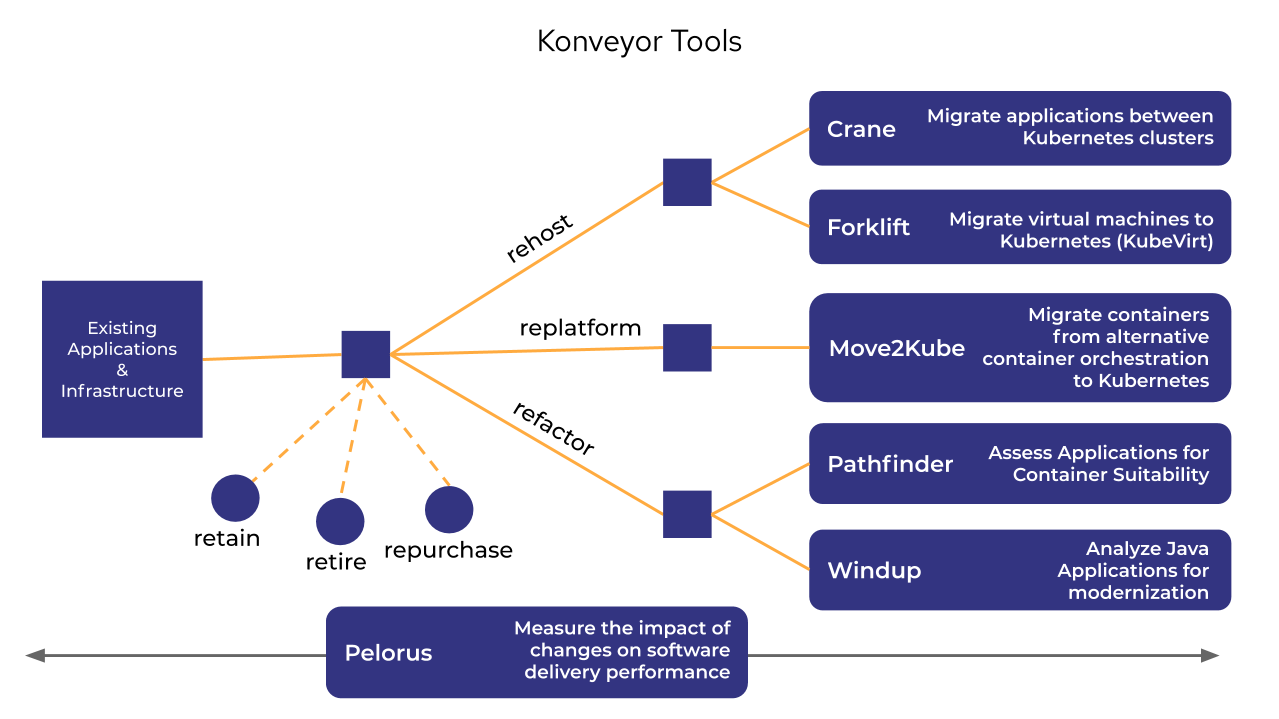 Konveyor Tools
Crane
Migrate applications between
Kubernetes clusters
Forklift
Migrate virtual machines to
Kubernetes (KubeVirt)
rehost
Existing
Applications
&
Infrastructure
replatform
Move2Kube
Migrate containers
from alternative
container orchestration
to Kubernetes
refactor
Pathfinder
Assess Applications for
Container Suitability
Windup
Analyze Java
Applications for
modernization
retain
retire
repurchase
Pelorus
Measure the impact of
changes on software
delivery performance